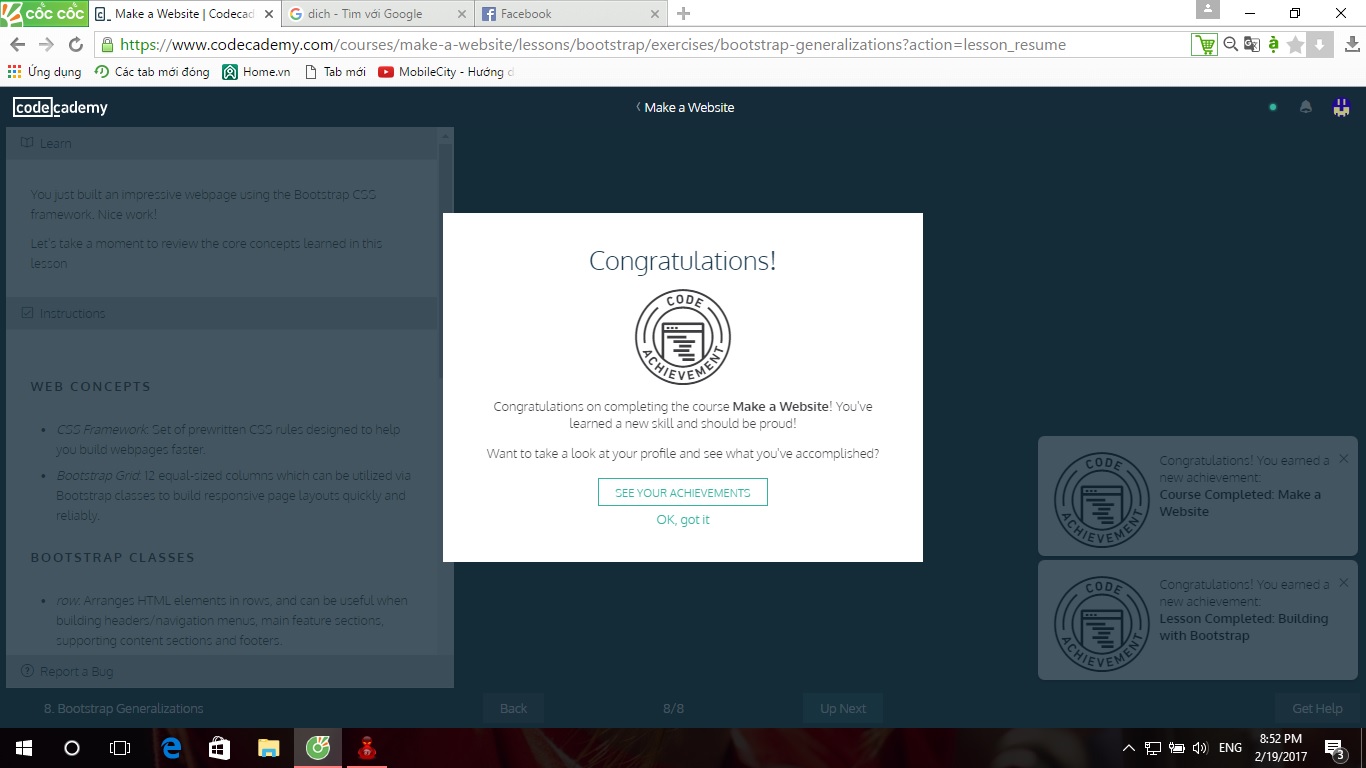 CỐC CỐC
Make a Website | Codecad
dich - Tìm với Google
Facebook
https://www.codecademy.com/courses/make-a-website/lessons/bootstrap/exercises/bootstrap-generalizations?action=lesson_resume
Ứng dụng
Các tab mới đóng
Home.vn
Tab mới
MobileCity - Hướng d
codecademy
Make a Website
Learn
You just built an impressive webpage using the Bootstrap CSS
framework. Nice work!
Let's take a moment to review the core concepts learned in this
lesson
Instructions
WEB CONCEPTS
CSS Framework: Set of prewritten CSS rules designed to help
you build webpages faster.
Bootstrap Grid: 12 equal-sized columns which can be utilized via
Bootstrap classes to build responsive page layouts quickly and
reliably.
BOOTSTRAP CLASSES
row: Arranges HTML elements in rows, and can be useful when
building headers/navigation menus, main feature sections,
supporting content sections and footers.
Report a Bug
Congratulations!
CODE
ACHIEVEMENT
Congratulations on completing the course Make a Website! You've
learned a new skill and should be proud!
Want to take a look at your profile and see what you've accomplished?
SEE YOUR ACHIEVEMENTS
OK, got it
CODE
ACHIEVEMENT
Congratulations! You earned a
new achievement:
Course Completed: Make a
Website
CODE
ACHIEVEMENT
Congratulations! You earned a
new achievement:
Lesson Completed: Building
with Bootstrap
8. Bootstrap Generalizations
Back
8/8
Up Next
Get Help
ENG
8:52 PM
2/19/2017
3